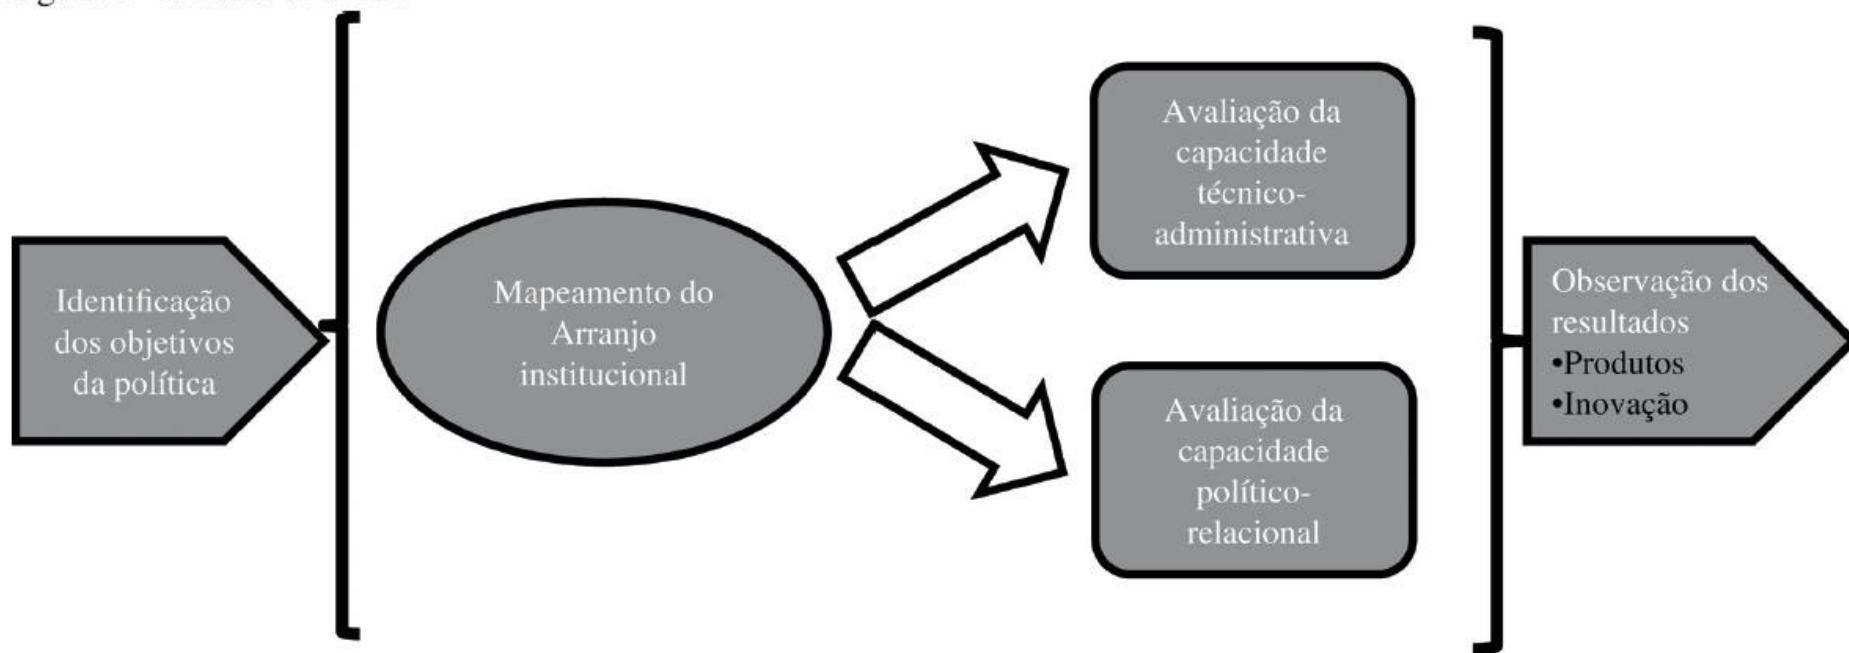 Identificação
dos objetivos
da política
Mapeamento do
Arranjo
institucional
Avaliação da
capacidade
técnico-
administrativa
Avaliação da
capacidade
político-
relacional
Observação dos
resultados
•Produtos
•Inovação